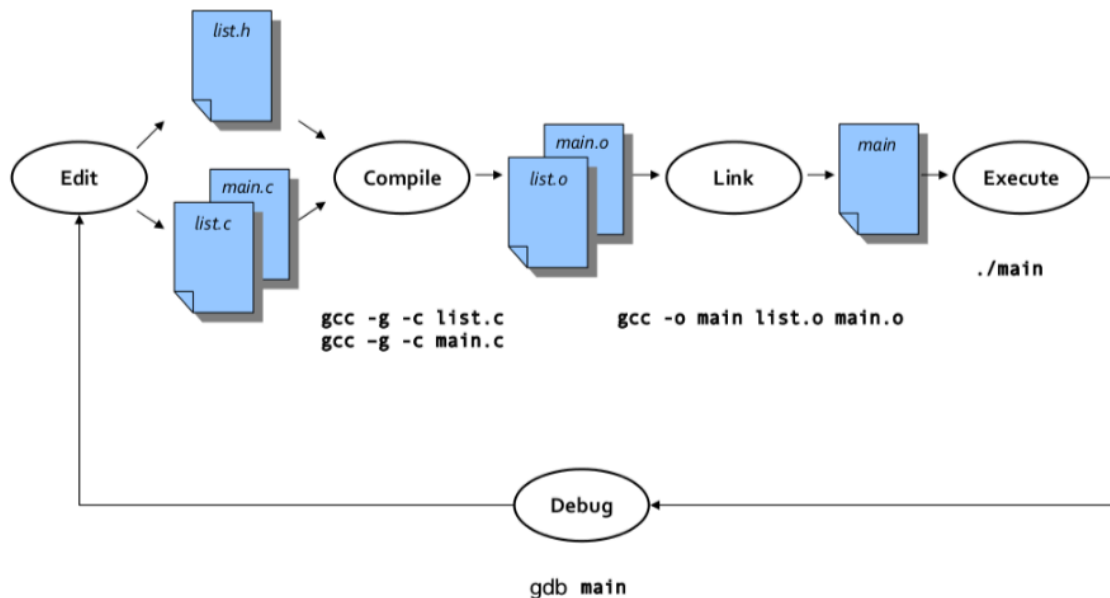 list.h
main.c
list.c
Edit
Compile
main.o
list.o
Link
main
Execute
./main
gcc -g -c list.c
gcc –g -c main.c
gcc -o main list.o main.o
Debug
gdb main